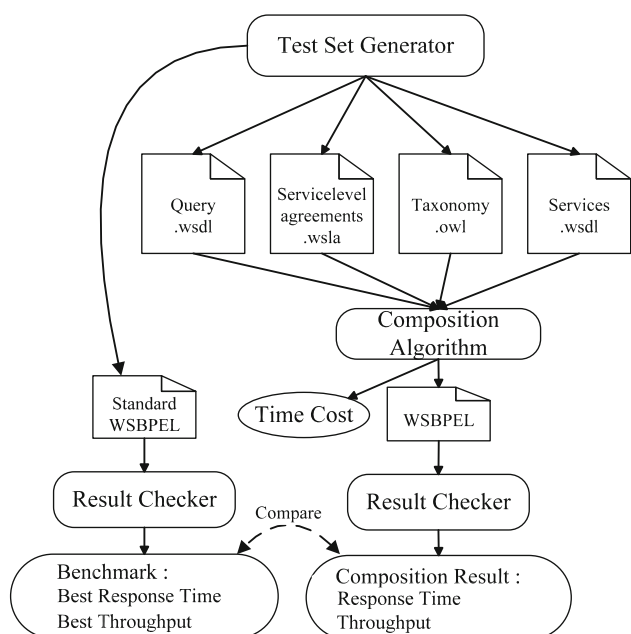 Test Set Generator
Query
.wsdl
Servicelevel
agreements
.wsla
Taxonomy
.owl
Services
.wsdl
Composition
Algorithm
Standard
WSBPEL
Time Cost
WSBPEL
Result Checker
Result Checker
Compare
Benchmark :
Best Response Time
Best Throughput
Composition Result :
Response Time
Throughput